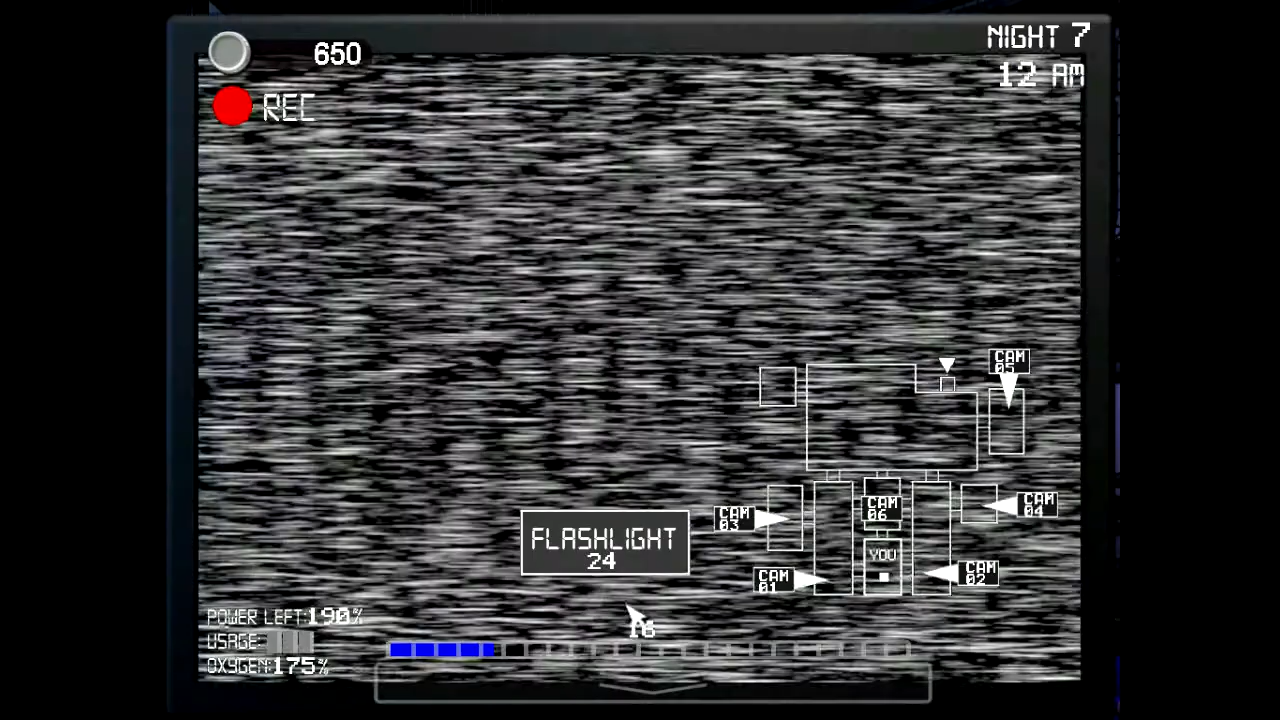 650
NIGHT 7
12 AM
REC
CAM
05
CAM
04
CAM
06
CAM
03
FLASHLIGHT
24
YOU
CAM
02
CAM
01
POWER LEFT:190%
16
USAGE:
OXYGEN:175%